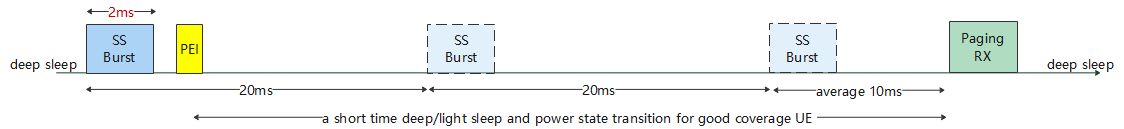 2ms
SS
Burst
PEI
SS
Burst
SS
Burst
Paging
RX
deep sleep
deep sleep
20ms
20ms
average 10ms
a short time deep/light sleep and power state transition for good coverage UE